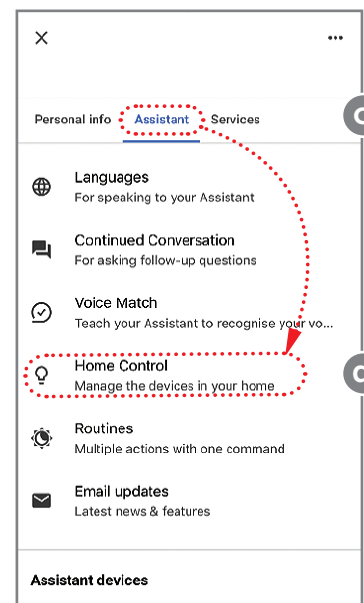 Personal info Assistant Services
Languages
For speaking to your Assistant
Continued Conversation
For asking follow-up questions
Voice Match
Teach your Assistant to recognise your vo...
Home Control
Manage the devices in your home
Routines
Multiple actions with one command
Email updates
Latest news & features
Assistant devices